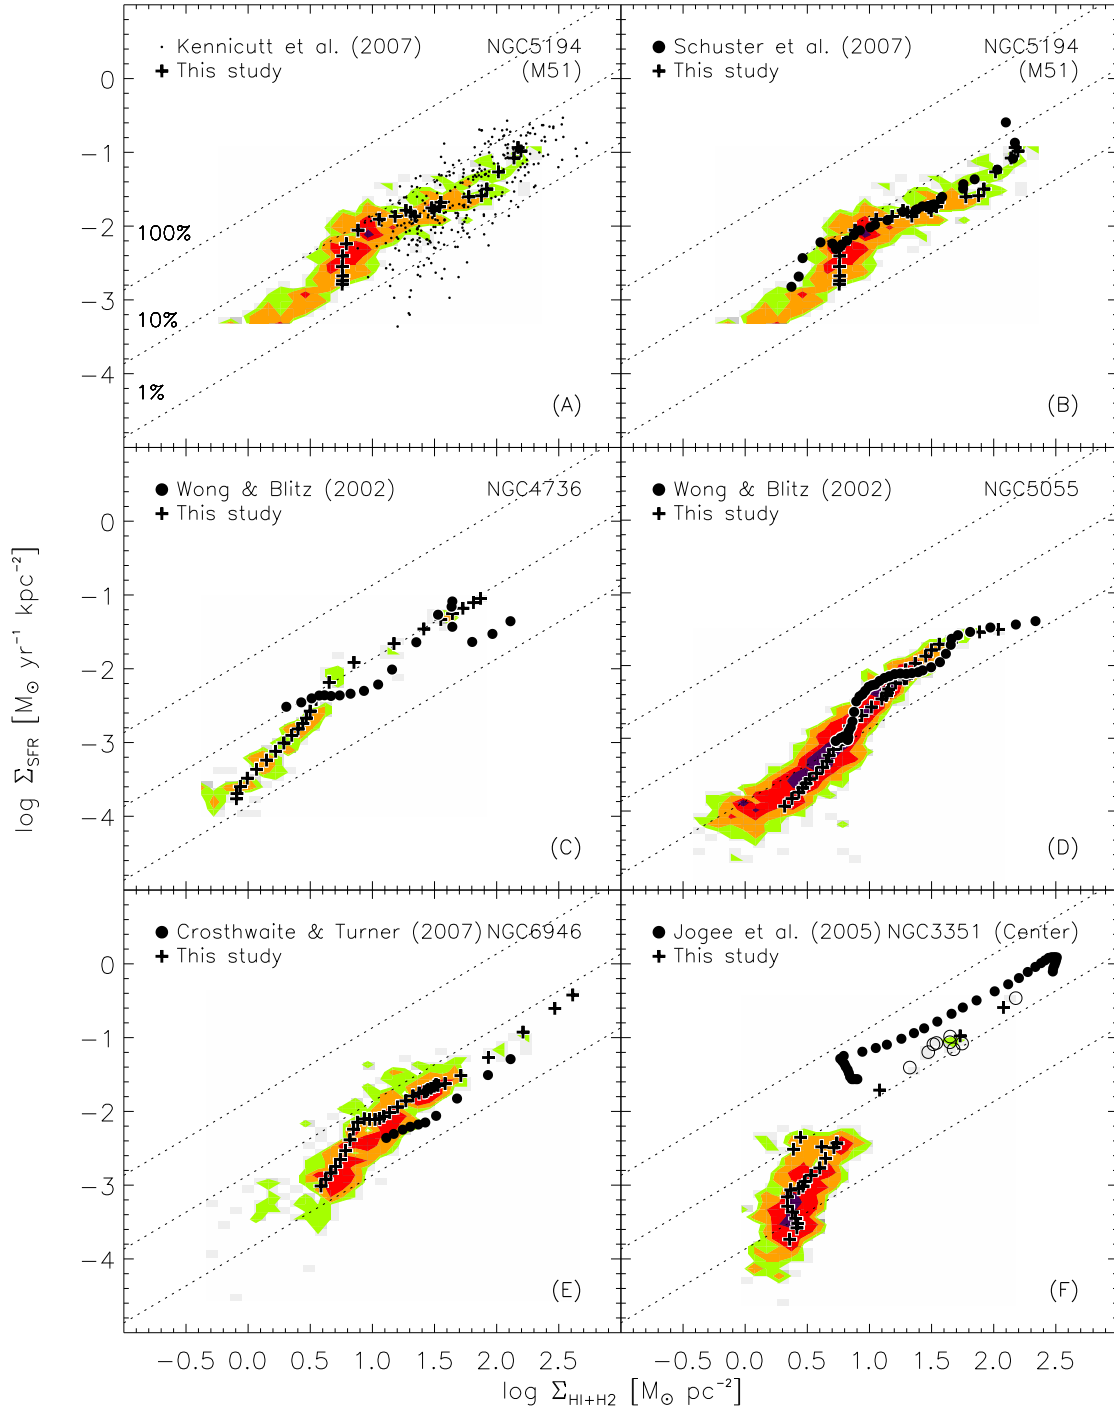 · Kennicutt et al. (2007) NGC5194
+ This study (M51)
100%
10%
1%
(A)
● Schuster et al. (2007) NGC5194
+ This study (M51)
(B)
0
−1
−2
−3
−4
● Wong & Blitz (2002) NGC4736
+ This study
(C)
● Wong & Blitz (2002) NGC5055
+ This study
(D)
0
−1
−2
−3
−4
log Σ_SFR [M_⊙ yr⁻¹ kpc⁻²]
● Crosthwaite & Turner (2007) NGC6946
+ This study
(E)
● Jogee et al. (2005) NGC3351 (Center)
+ This study
(F)
0
−1
−2
−3
−4
−0.5 0.0 0.5 1.0 1.5 2.0 2.5
−0.5 0.0 0.5 1.0 1.5 2.0 2.5
log Σ_HI+H2 [M_⊙ pc⁻²]